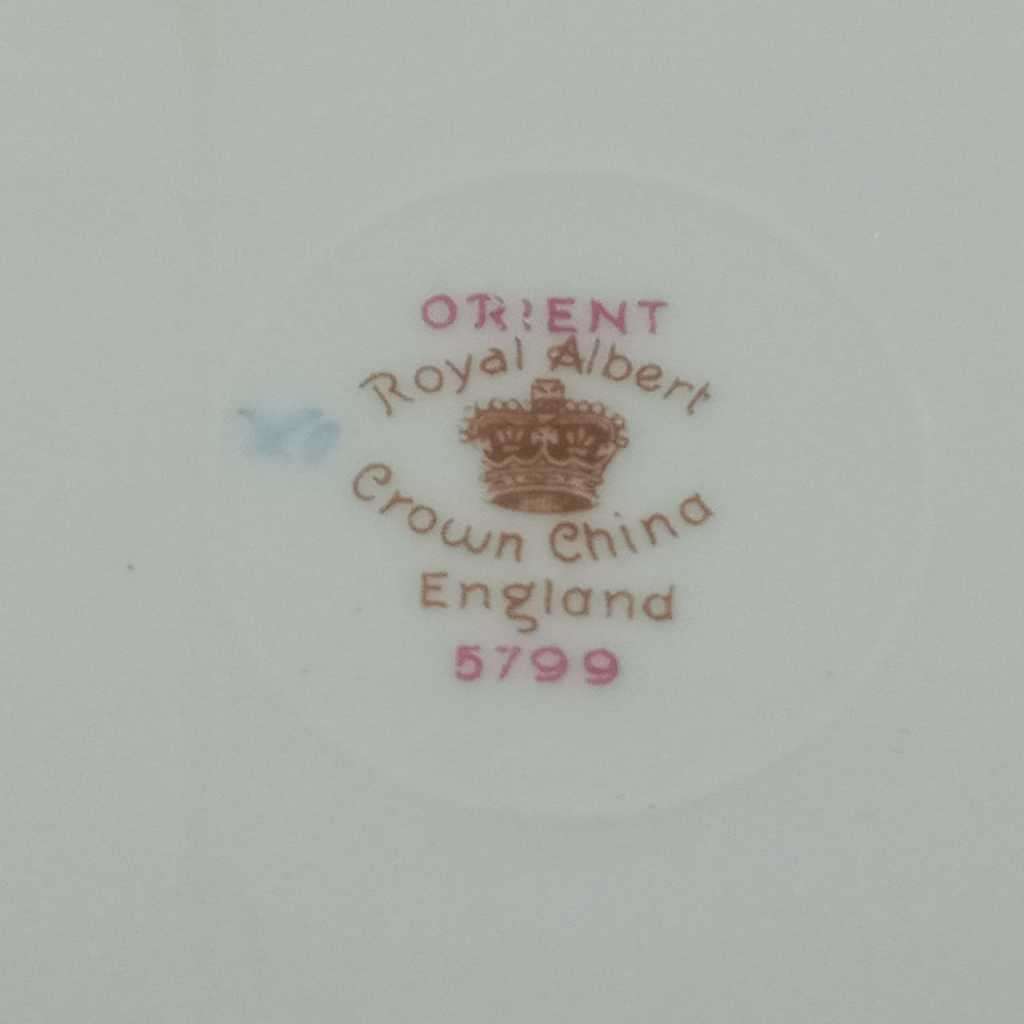 ORIENT
Royal Albert
Crown China
England
5799